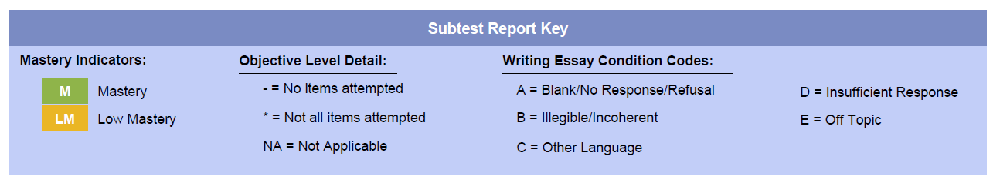 Subtest Report Key
Mastery Indicators:
M Mastery
LM Low Mastery
Objective Level Detail:
- = No items attempted
* = Not all items attempted
NA = Not Applicable
Writing Essay Condition Codes:
A = Blank/No Response/Refusal
B = Illegible/Incoherent
C = Other Language
D = Insufficient Response
E = Off Topic